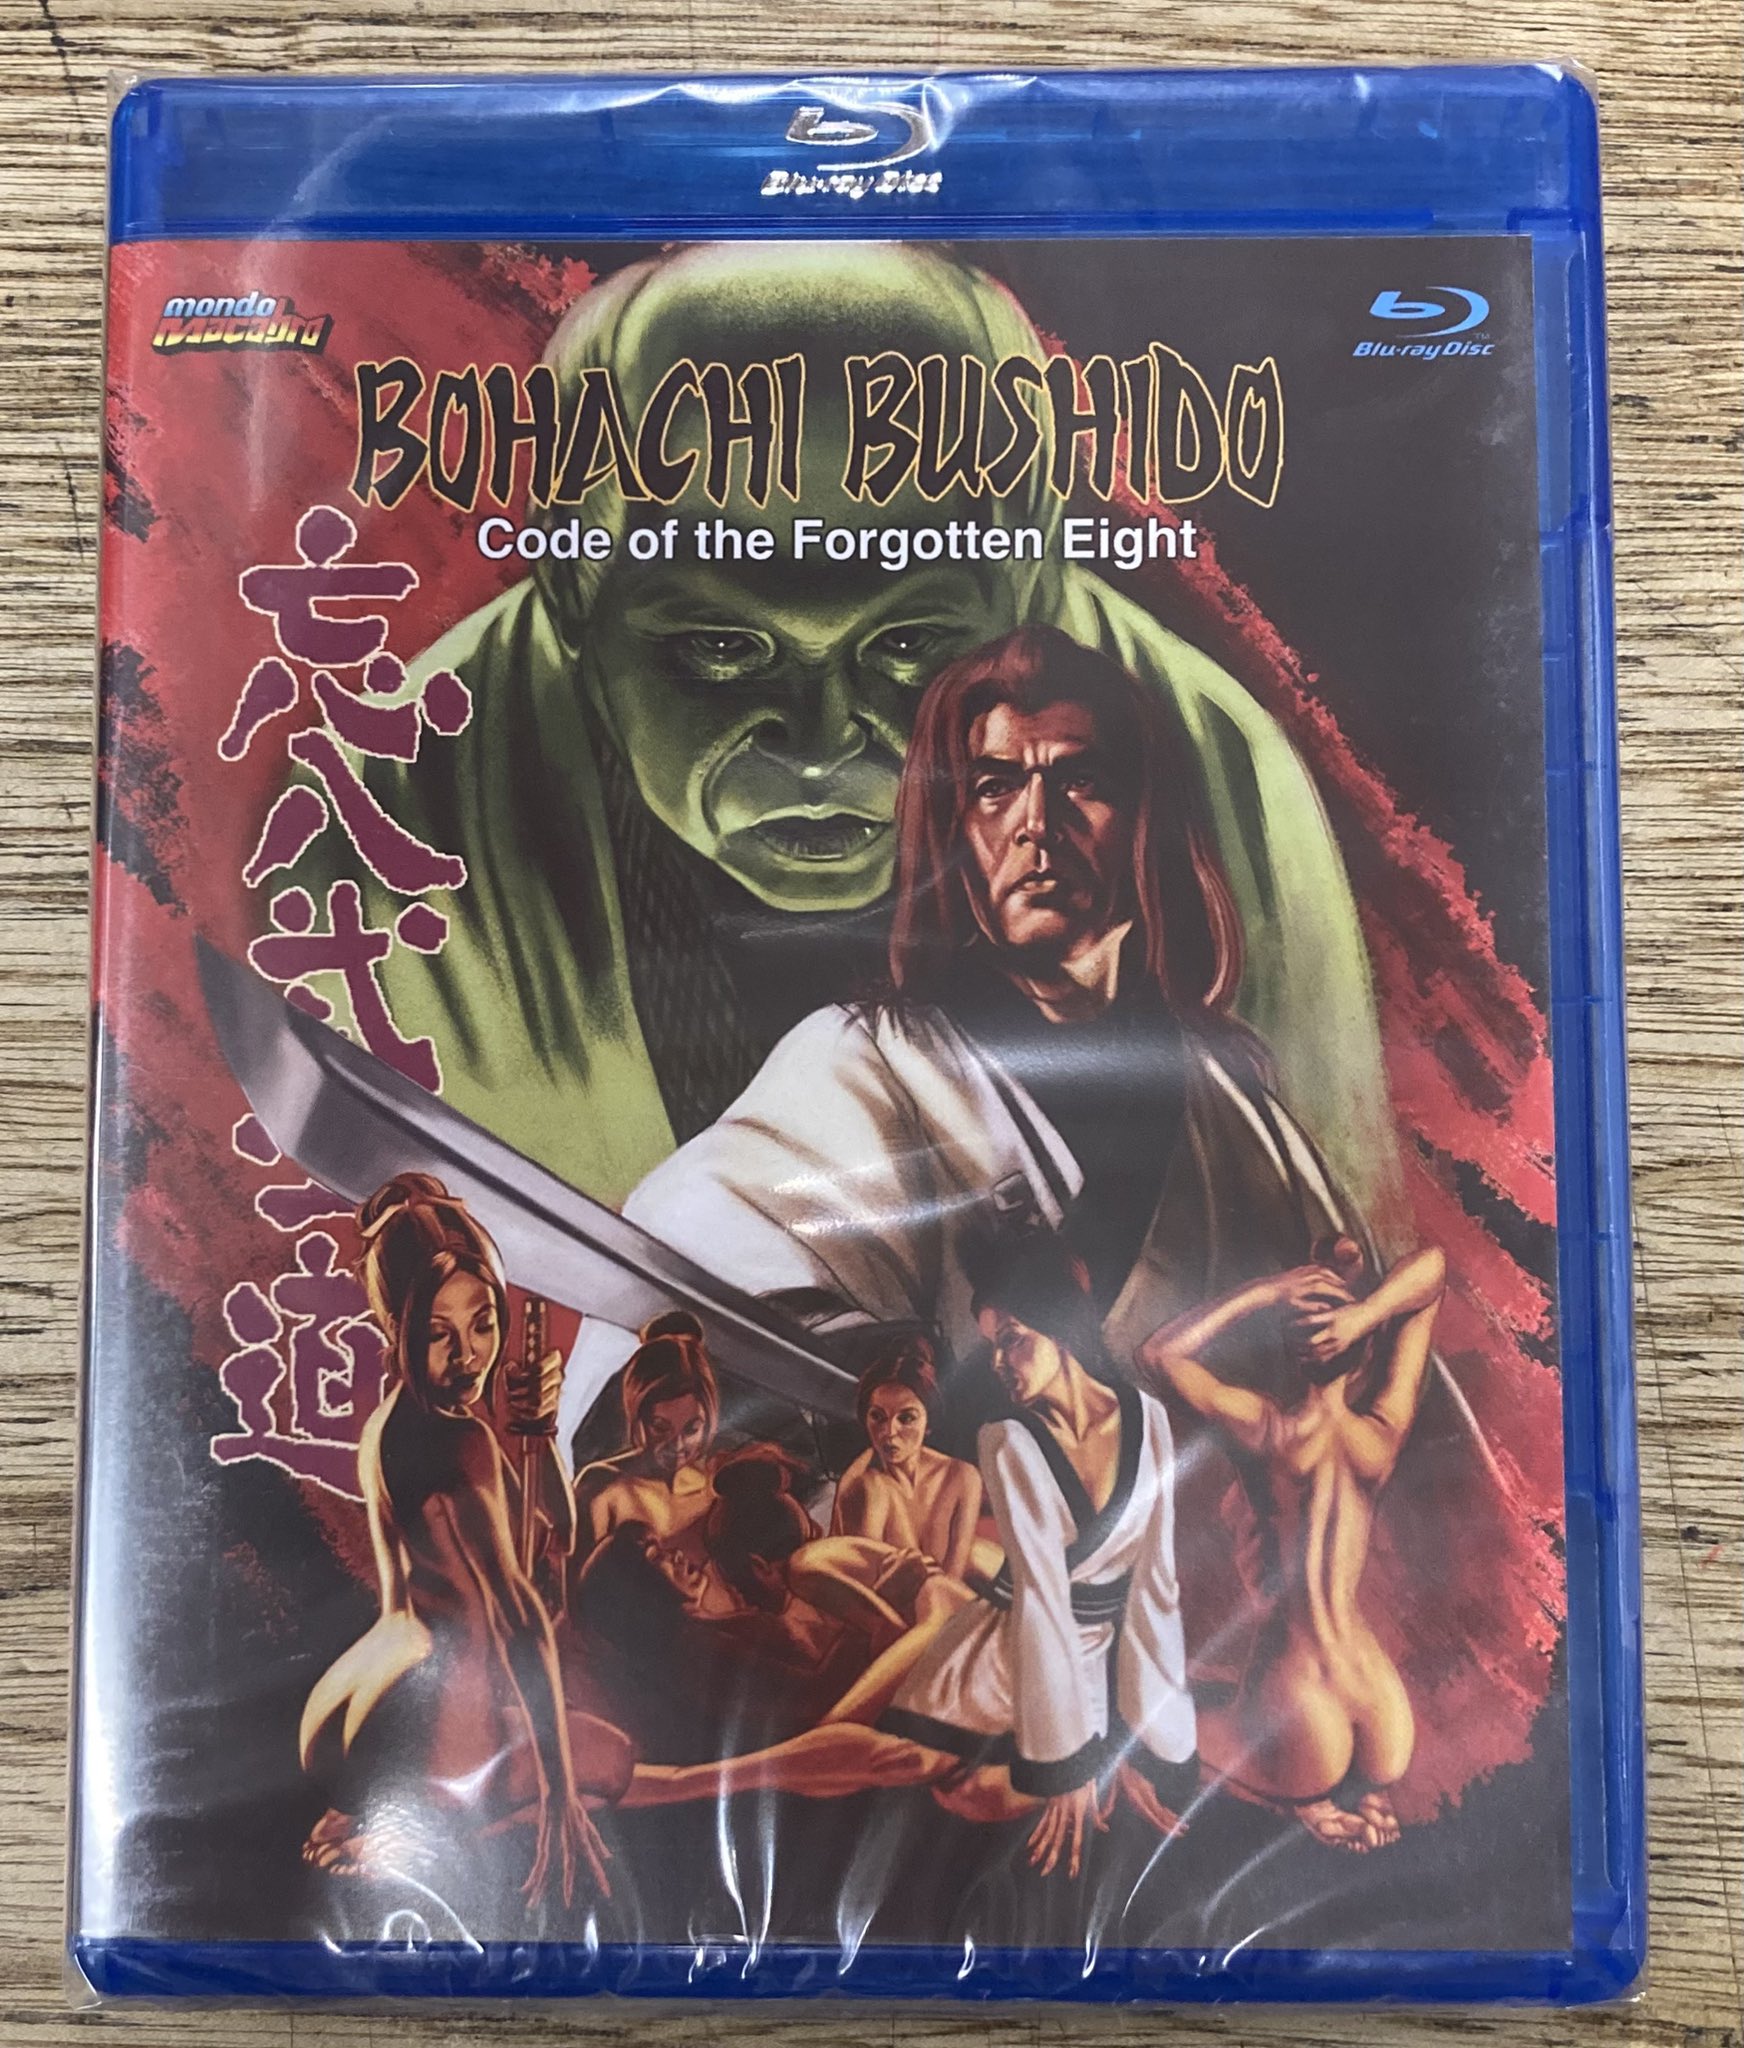 Blu-ray Disc
mondo
Macabro
Blu-ray Disc
BOHACHI BUSHIDO
Code of the Forgotten Eight
忘八武士道